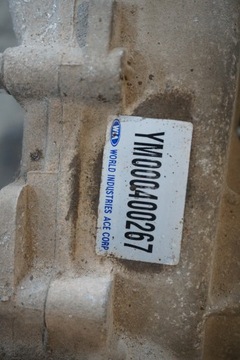 WIA
WORLD INDUSTRIES ACE CORP.
YM000400267